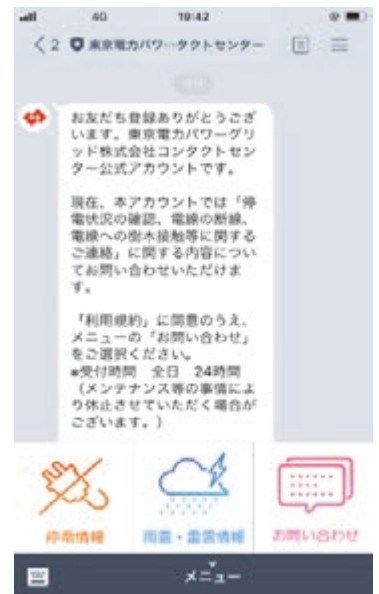 4G 19:42
2 東京電力パワ…タクトセンター
お友だち登録ありがとうござ
います。東京電力パワーグリ
ッド株式会社コンタクトセン
ター公式アカウントです。
現在、本アカウントでは「停
電状況の確認、電線の断線、
電線への樹木接触等に関する
ご連絡」に関する内容につい
てお問い合わせいただけま
す。
「利用規約」に同意のうえ、
メニューの「お問い合わせ」
をご選択ください。
*受付時間 全日 24時間
(メンテナンス等の事情によ
り休止させていただく場合が
ございます。)
停電情報 雨雲・雷雲情報 お問い合わせ
メニュー